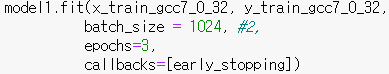 model1.fit(x_train_gcc7_0_32, y_train_gcc7_0_32,
batch_size = 1024, #2,
epochs=3,
callbacks=[early_stopping])